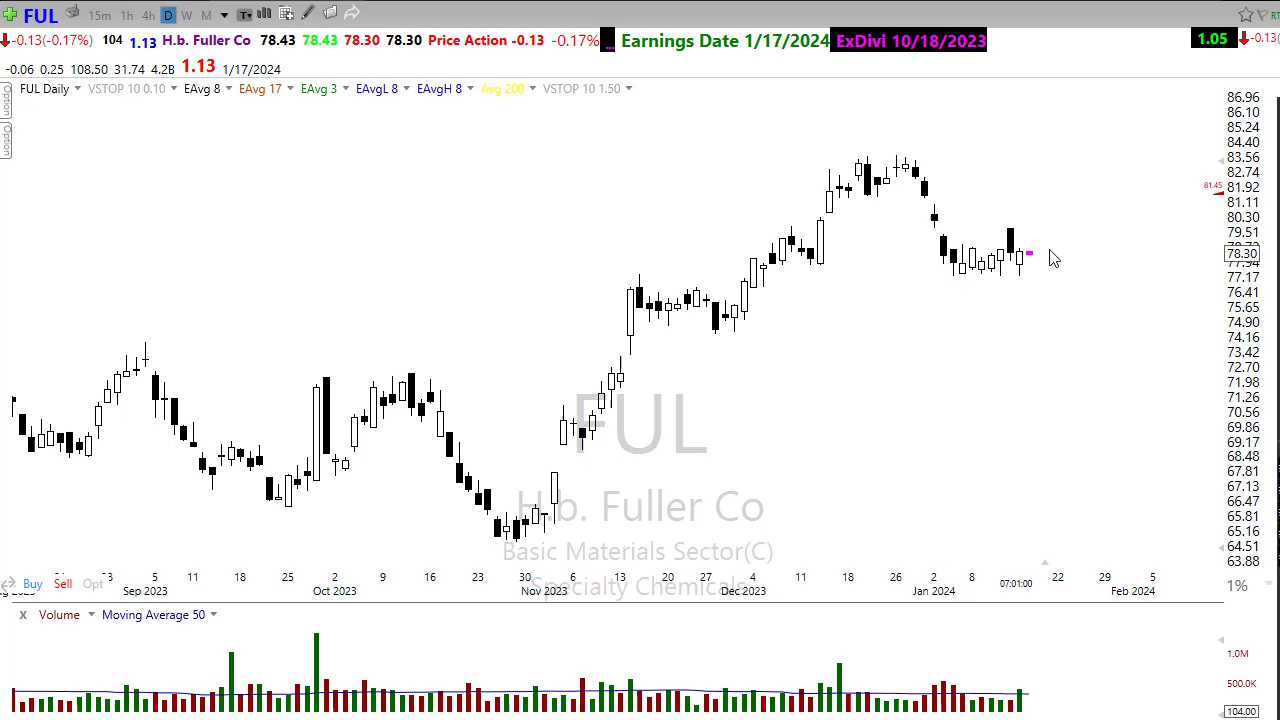 FUL 15m 1h 4h D W M T RT
-0.13(-0.17%) 104 1.13 H.b. Fuller Co 78.43 78.43 78.30 78.30 Price Action -0.13 -0.17% ... Earnings Date 1/17/2024 ExDivi 10/18/2023 1.05 -0.13(
-0.06 0.25 108.50 31.74 4.2B 1.13 1/17/2024
FUL Daily VSTOP 10 0.10 EAvg 8 EAvg 17 EAvg 3 EAvgL 8 EAvgH 8 Avg 200 VSTOP 10 1.50
Option
Option
86.96
86.10
85.24
84.40
83.56
82.74
81.45
81.92
81.11
80.30
79.51
78.30
77.94
77.17
76.41
75.65
74.90
74.16
73.42
72.70
71.98
71.26
70.56
69.86
69.17
68.48
67.81
67.13
66.47
65.81
65.16
64.51
63.88
FUL
H.b. Fuller Co
Basic Materials Sector(C)
Specialty Chemicals
Buy Sell Opt 5 11 18 25 2 9 16 23 30 6 13 20 27 4 11 18 26 2 8 07:01:00 22 29 5 1%
Sep 2023 Oct 2023 Nov 2023 Dec 2023 Jan 2024 Feb 2024
X Volume Moving Average 50
1.0M
500.0K
104.00